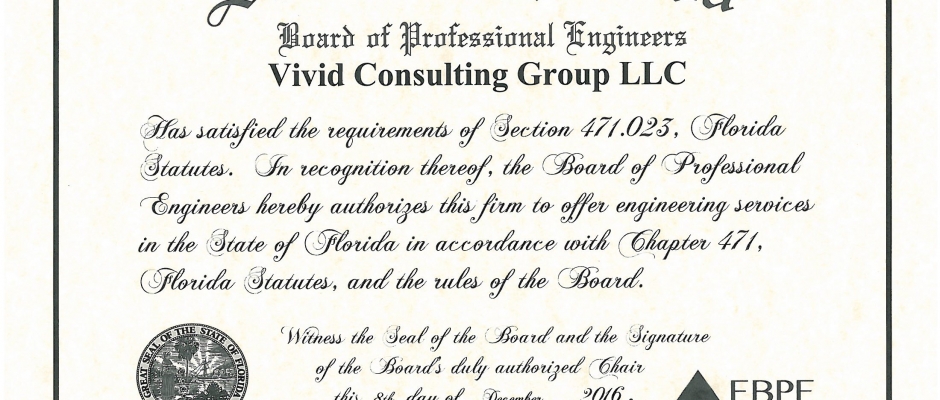 Board of Professional Engineers
Vivid Consulting Group LLC
Has satisfied the requirements of Section 471.023, Florida
Statutes. In recognition thereof, the Board of Professional
Engineers hereby authorizes this firm to offer engineering services
in the State of Florida in accordance with Chapter 471,
Florida Statutes, and the rules of the Board.
GREAT SEAL OF THE STATE OF FLORIDA
Witness the Seal of the Board and the Signature
of the Board's duly authorized Chair
this 8th day of December 2016.
FBPE